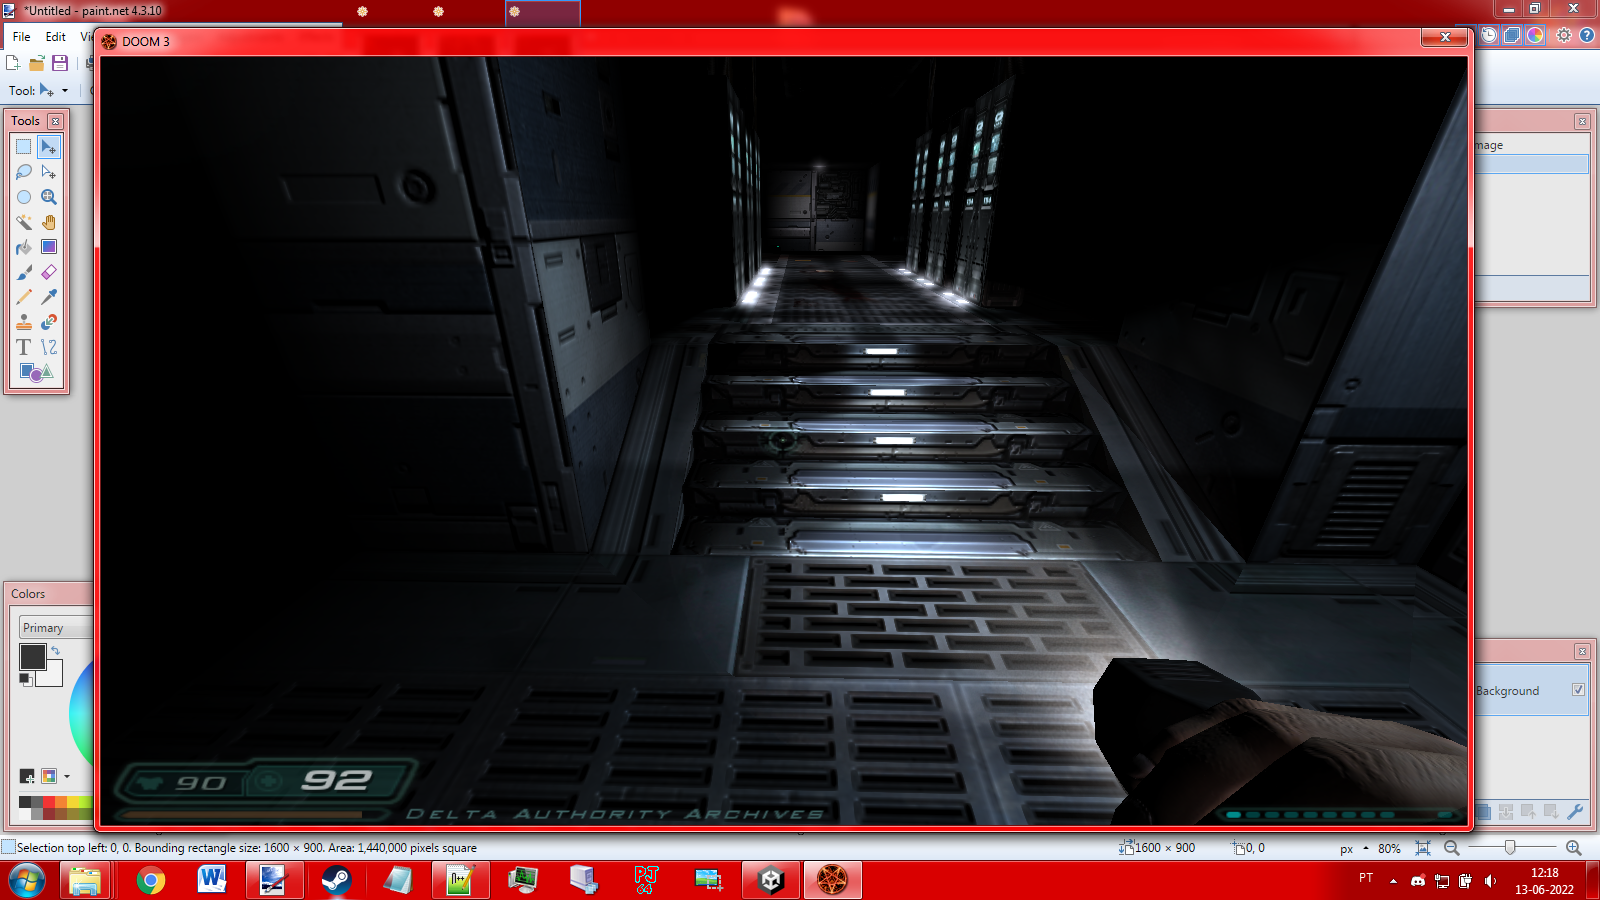 *Untitled - paint.net 4.3.10
File Edit
DOOM 3
Tool:
Tools
mage
Colors
Primary
Background
90 92
DELTA AUTHORITY ARCHIVES
Selection top left: 0, 0. Bounding rectangle size: 1600 × 900. Area: 1,440,000 pixels square
1600 × 900
0, 0
px
80%
PT
12:18
13-06-2022